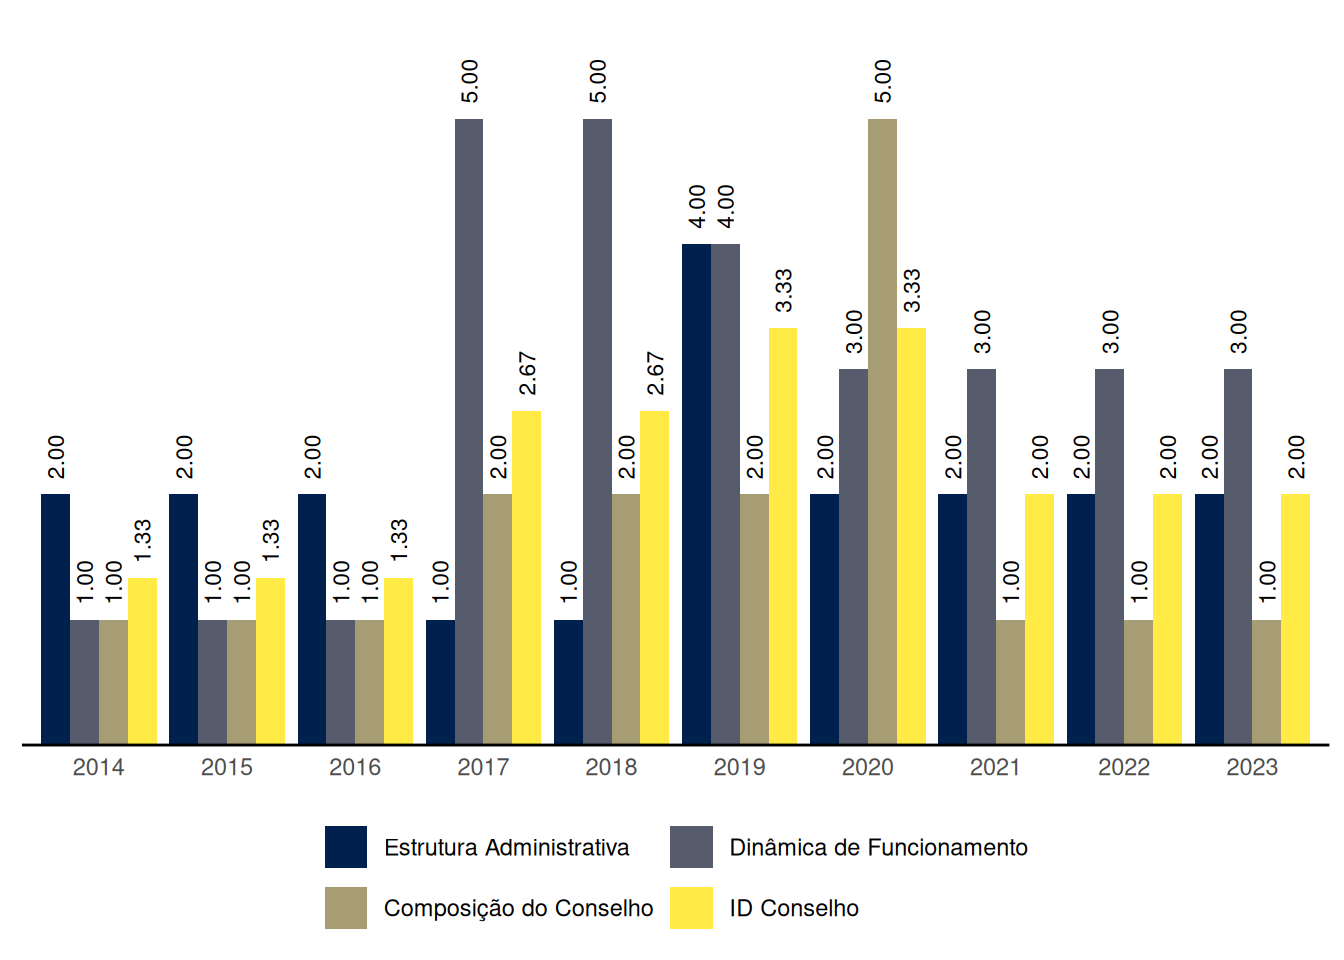 2.00 1.00 1.00 1.33
2.00 1.00 1.00 1.33
2.00 1.00 1.00 1.33
1.00 5.00 2.00 2.67
1.00 5.00 2.00 2.67
4.00 4.00 2.00 3.33
2.00 3.00 5.00 3.33
2.00 3.00 1.00 2.00
2.00 3.00 1.00 2.00
2.00 3.00 1.00 2.00
2014 2015 2016 2017 2018 2019 2020 2021 2022 2023
Estrutura Administrativa Dinâmica de Funcionamento
Composição do Conselho ID Conselho